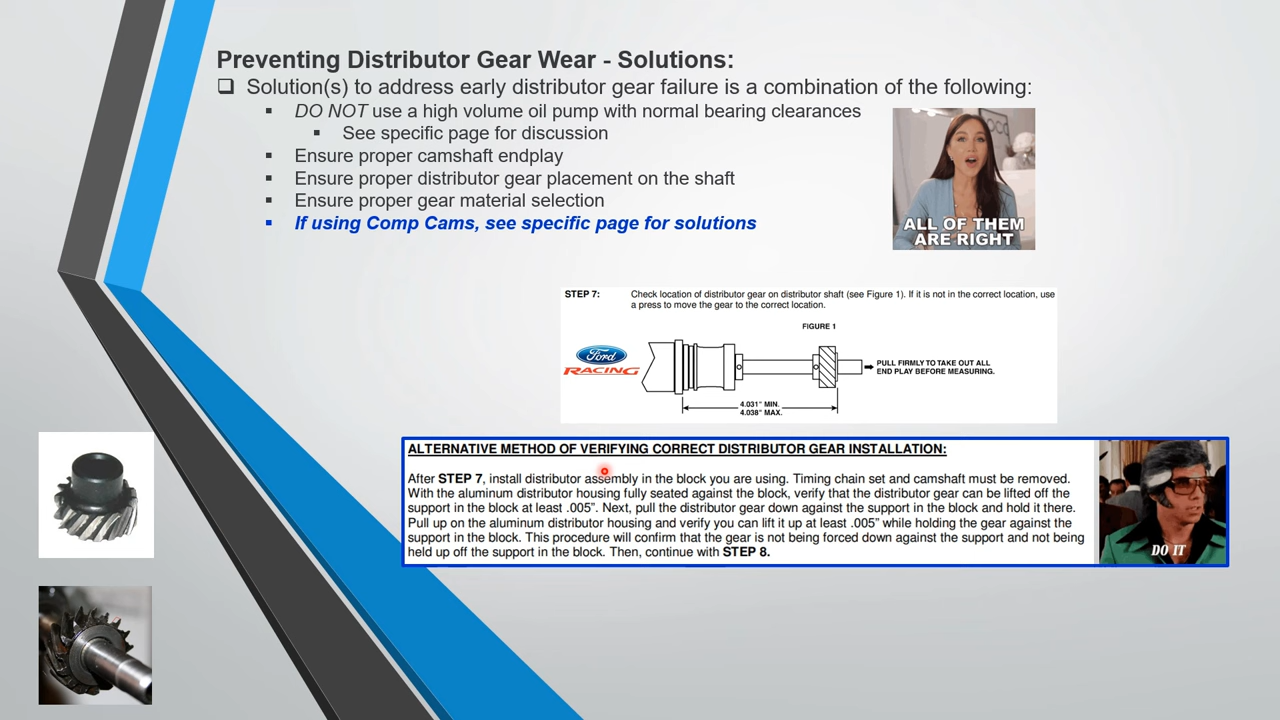 Preventing Distributor Gear Wear - Solutions:
Solution(s) to address early distributor gear failure is a combination of the following:
DO NOT use a high volume oil pump with normal bearing clearances
See specific page for discussion
Ensure proper camshaft endplay
Ensure proper distributor gear placement on the shaft
Ensure proper gear material selection
If using Comp Cams, see specific page for solutions
ALL OF THEM
ARE RIGHT
STEP 7: Check location of distributor gear on distributor shaft (see Figure 1). If it is not in the correct location, use
a press to move the gear to the correct location.
FIGURE 1
Ford
RACING
PULL FIRMLY TO TAKE OUT ALL
END PLAY BEFORE MEASURING.
4.031" MIN.
4.038" MAX.
ALTERNATIVE METHOD OF VERIFYING CORRECT DISTRIBUTOR GEAR INSTALLATION:
After STEP 7, install distributor assembly in the block you are using. Timing chain set and camshaft must be removed.
With the aluminum distributor housing fully seated against the block, verify that the distributor gear can be lifted off the
support in the block at least .005". Next, pull the distributor gear down against the support in the block and hold it there.
Pull up on the aluminum distributor housing and verify you can lift it up at least .005" while holding the gear against the
support in the block. This procedure will confirm that the gear is not being forced down against the support and not being
held up off the support in the block. Then, continue with STEP 8.
DO IT